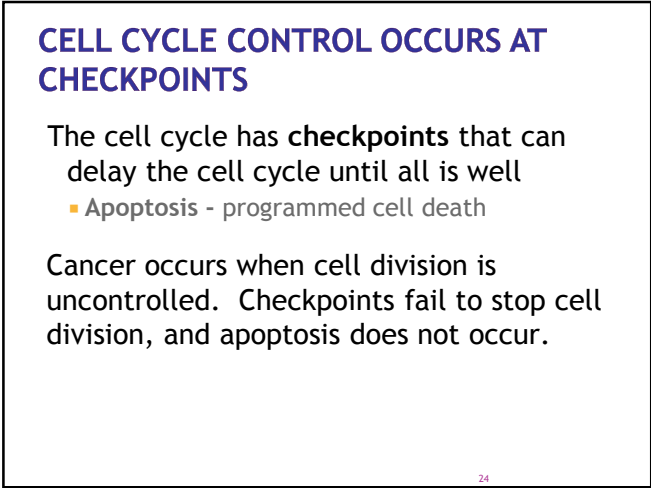 CELL CYCLE CONTROL OCCURS AT
CHECKPOINTS
The cell cycle has checkpoints that can
delay the cell cycle until all is well
▪ Apoptosis - programmed cell death
Cancer occurs when cell division is
uncontrolled. Checkpoints fail to stop cell
division, and apoptosis does not occur.
24